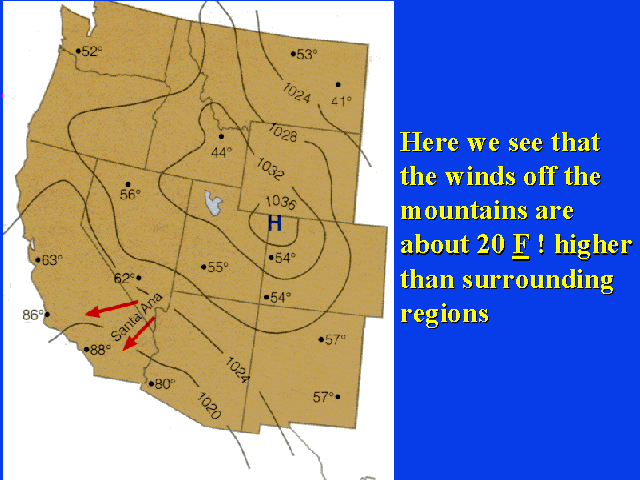 52°
53°
1024
41°
1028
44°
1032
56°
1036
H
63°
54°
55°
62°
54°
Santa Ana
86°
57°
88°
1024
80°
1020
57°
Here we see that
the winds off the
mountains are
about 20 F ! higher
than surrounding
regions